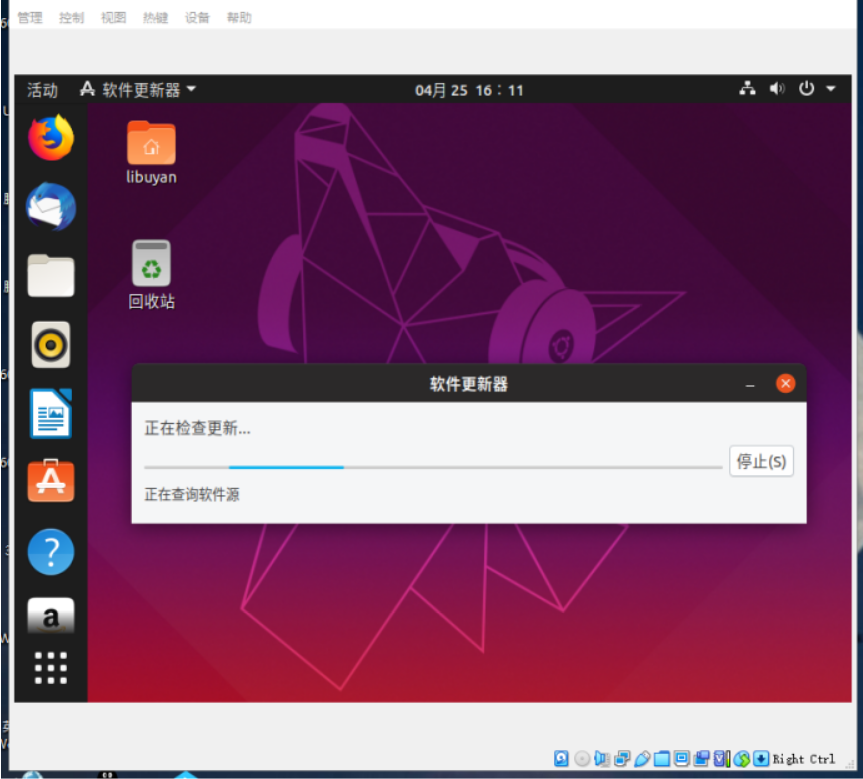 管理 控制 视图 热键 设备 帮助
活动 软件更新器 04月 25 16：11
libuyan
回收站
软件更新器
正在检查更新...
停止(S)
正在查询软件源
a
Right Ctrl